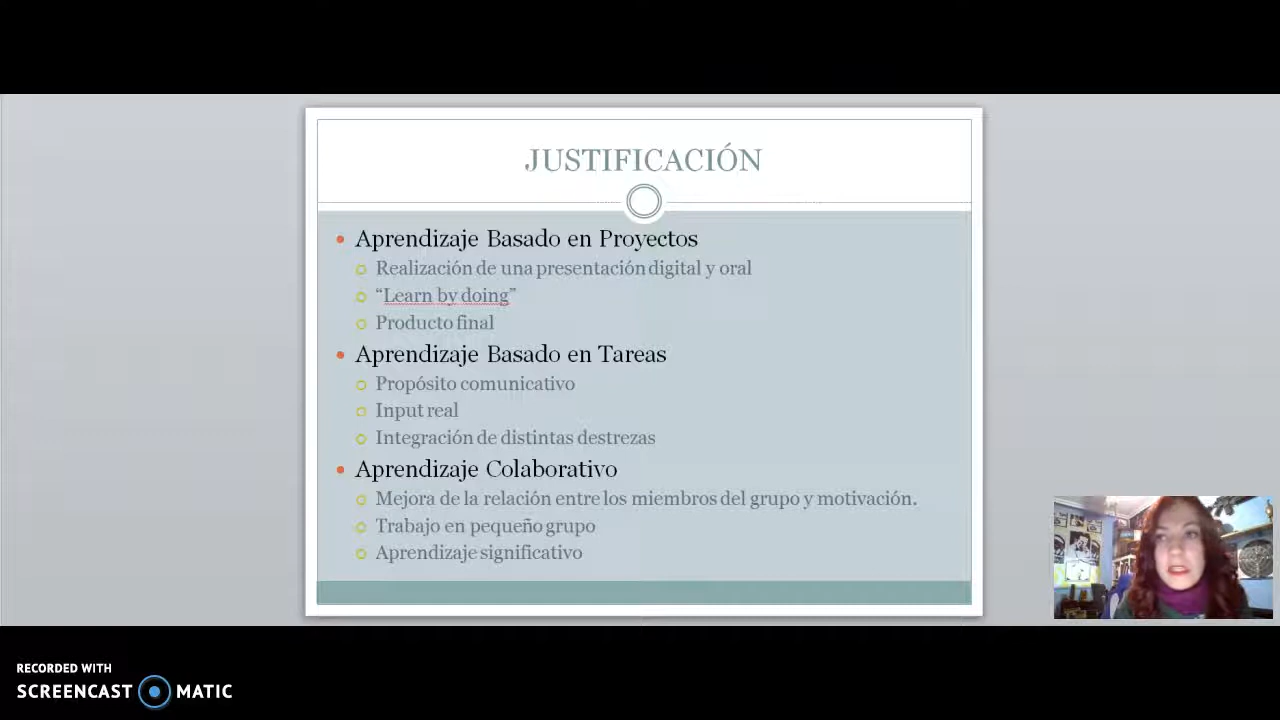 JUSTIFICACIÓN
Aprendizaje Basado en Proyectos
Realización de una presentación digital y oral
“Learn by doing”
Producto final
Aprendizaje Basado en Tareas
Propósito comunicativo
Input real
Integración de distintas destrezas
Aprendizaje Colaborativo
Mejora de la relación entre los miembros del grupo y motivación.
Trabajo en pequeño grupo
Aprendizaje significativo
RECORDED WITH
SCREENCAST MATIC